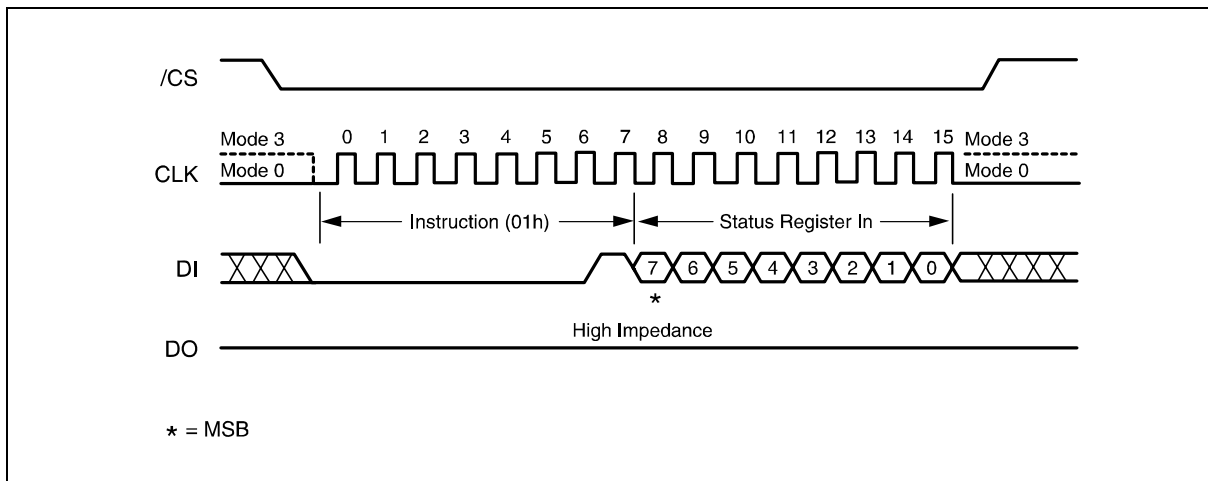 /CS
Mode 3 0 1 2 3 4 5 6 7 8 9 10 11 12 13 14 15 Mode 3
CLK Mode 0 Mode 0
Instruction (01h) Status Register In
DI 7 6 5 4 3 2 1 0
*
High Impedance
DO
* = MSB